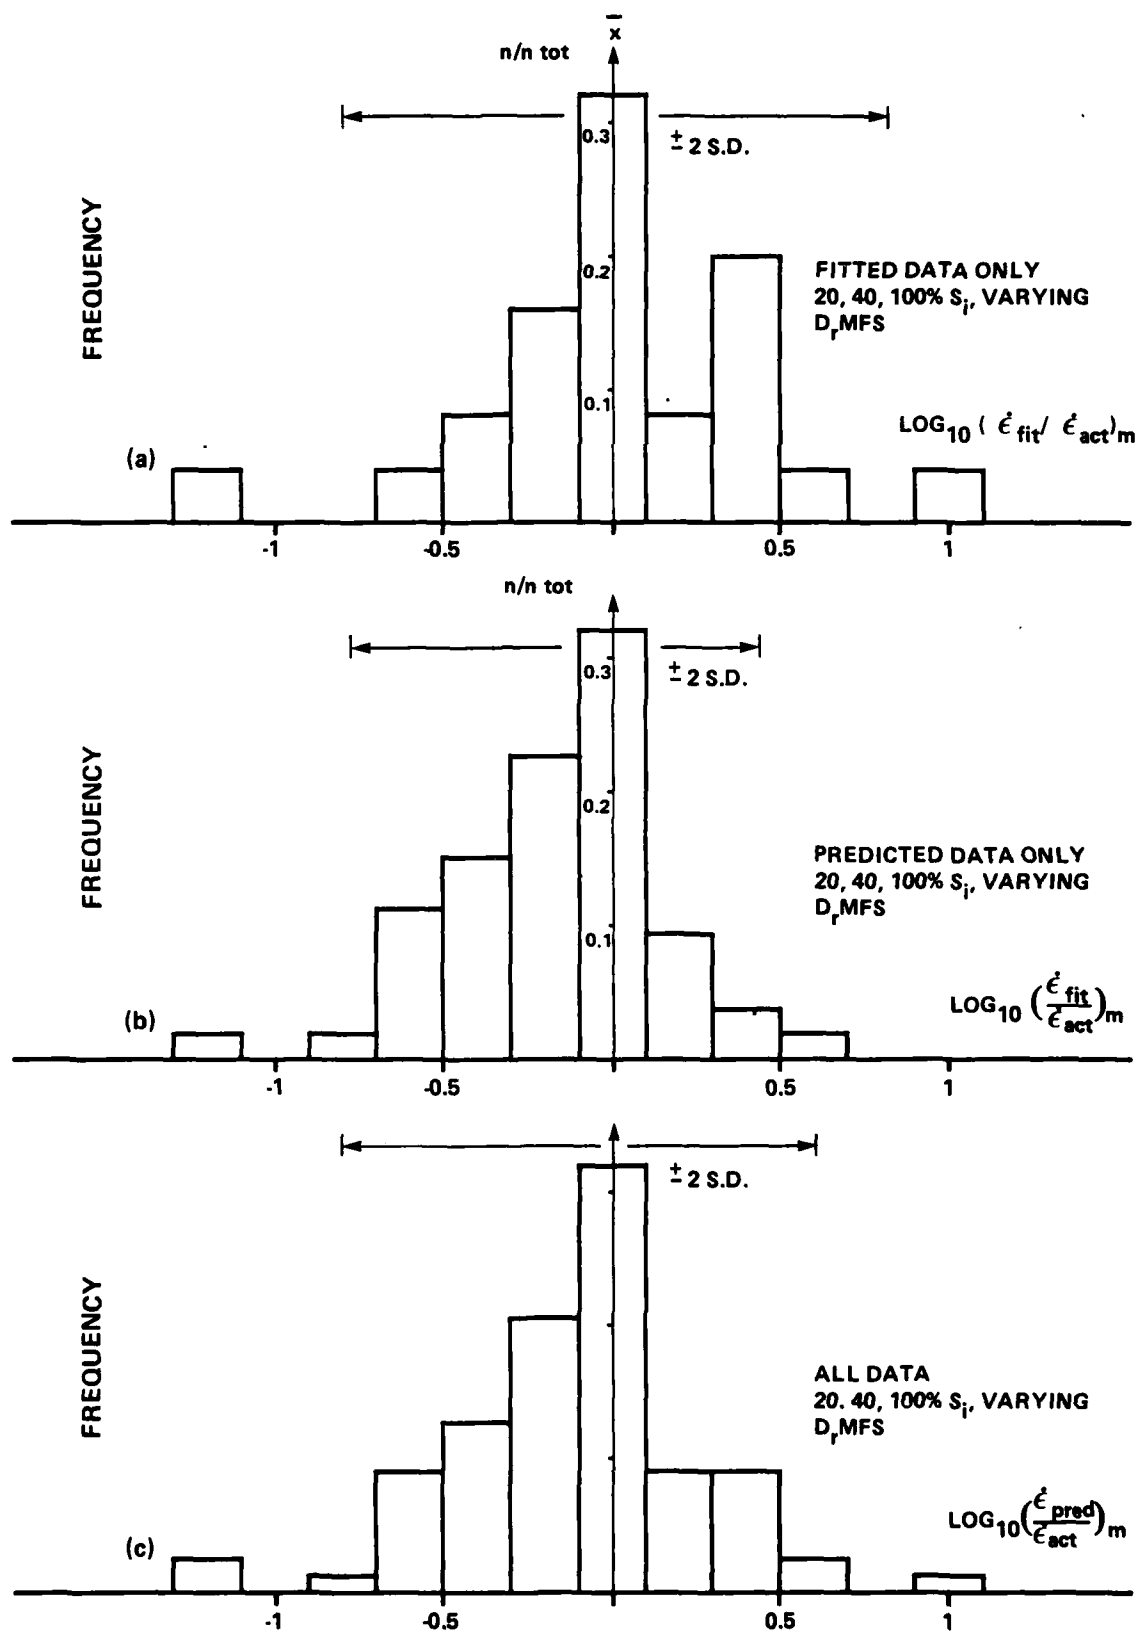 x̄
n/n tot
0.3
± 2 S.D.
FREQUENCY
0.2
FITTED DATA ONLY
20, 40, 100% Si, VARYING
DrMFS
0.1
LOG10 ( ε̇fit/ ε̇act)m
(a)
-1 -0.5 0.5 1
n/n tot
0.3
± 2 S.D.
FREQUENCY
0.2
PREDICTED DATA ONLY
20, 40, 100% Si, VARYING
DrMFS
0.1
LOG10 (ε̇fit/ε̇act)m
(b)
-1 -0.5 0.5 1
± 2 S.D.
FREQUENCY
ALL DATA
20. 40, 100% Si, VARYING
DrMFS
LOG10(ε̇pred/ε̇act)m
(c)
-1 -0.5 0.5 1